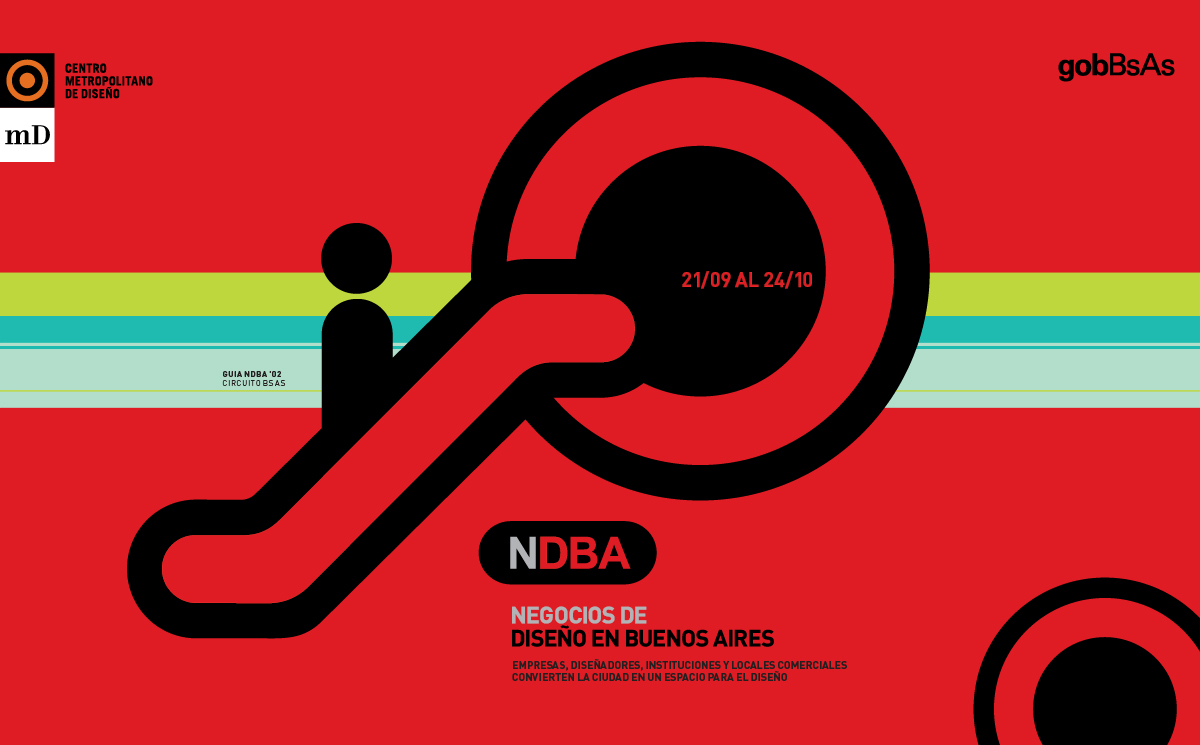 CENTRO
METROPOLITANO
DE DISEÑO
mD
gobBsAs
21/09 AL 24/10
GUIA NDBA '02
CIRCUITO BS AS
NDBA
NEGOCIOS DE
DISEÑO EN BUENOS AIRES
EMPRESAS, DISEÑADORES, INSTITUCIONES Y LOCALES COMERCIALES
CONVIERTEN LA CIUDAD EN UN ESPACIO PARA EL DISEÑO